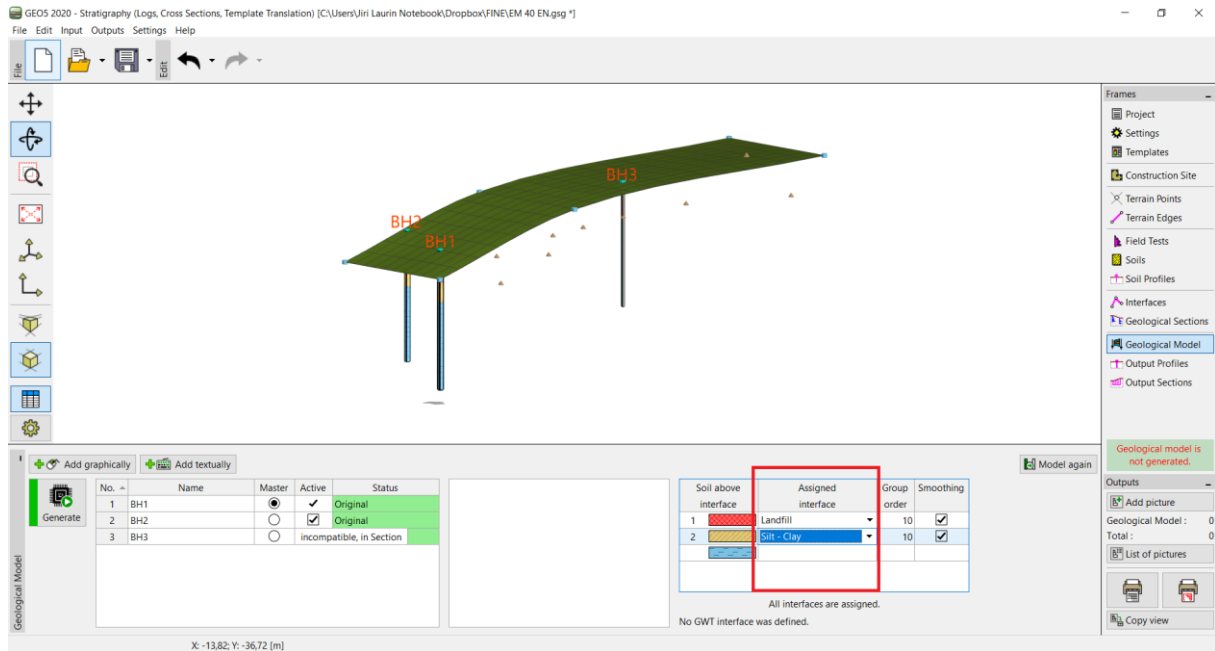 GEO5 2020 - Stratigraphy (Logs, Cross Sections, Template Translation) [C:\Users\Jiri Laurin Notebook\Dropbox\FINE\EM 40 EN.gsg *]
File Edit Input Outputs Settings Help
File
Edit
BH3
BH2
BH1
Frames
Project
Settings
Templates
Construction Site
Terrain Points
Terrain Edges
Field Tests
Soils
Soil Profiles
Interfaces
Geological Sections
Geological Model
Output Profiles
Output Sections
Geological model is
not generated.
Outputs
Add picture
Geological Model : 0
Total : 0
List of pictures
Copy view
Geological Model
Add graphically Add textually
Model again
Generate
No. Name Master Active Status
1 BH1 Original
2 BH2 Original
3 BH3 incompatible, in Section
Soil above
interface
Assigned
interface
Group
order
Smoothing
1 Landfill 10
2 Silt - Clay 10
All interfaces are assigned.
No GWT interface was defined.
X: -13,82; Y: -36,72 [m]